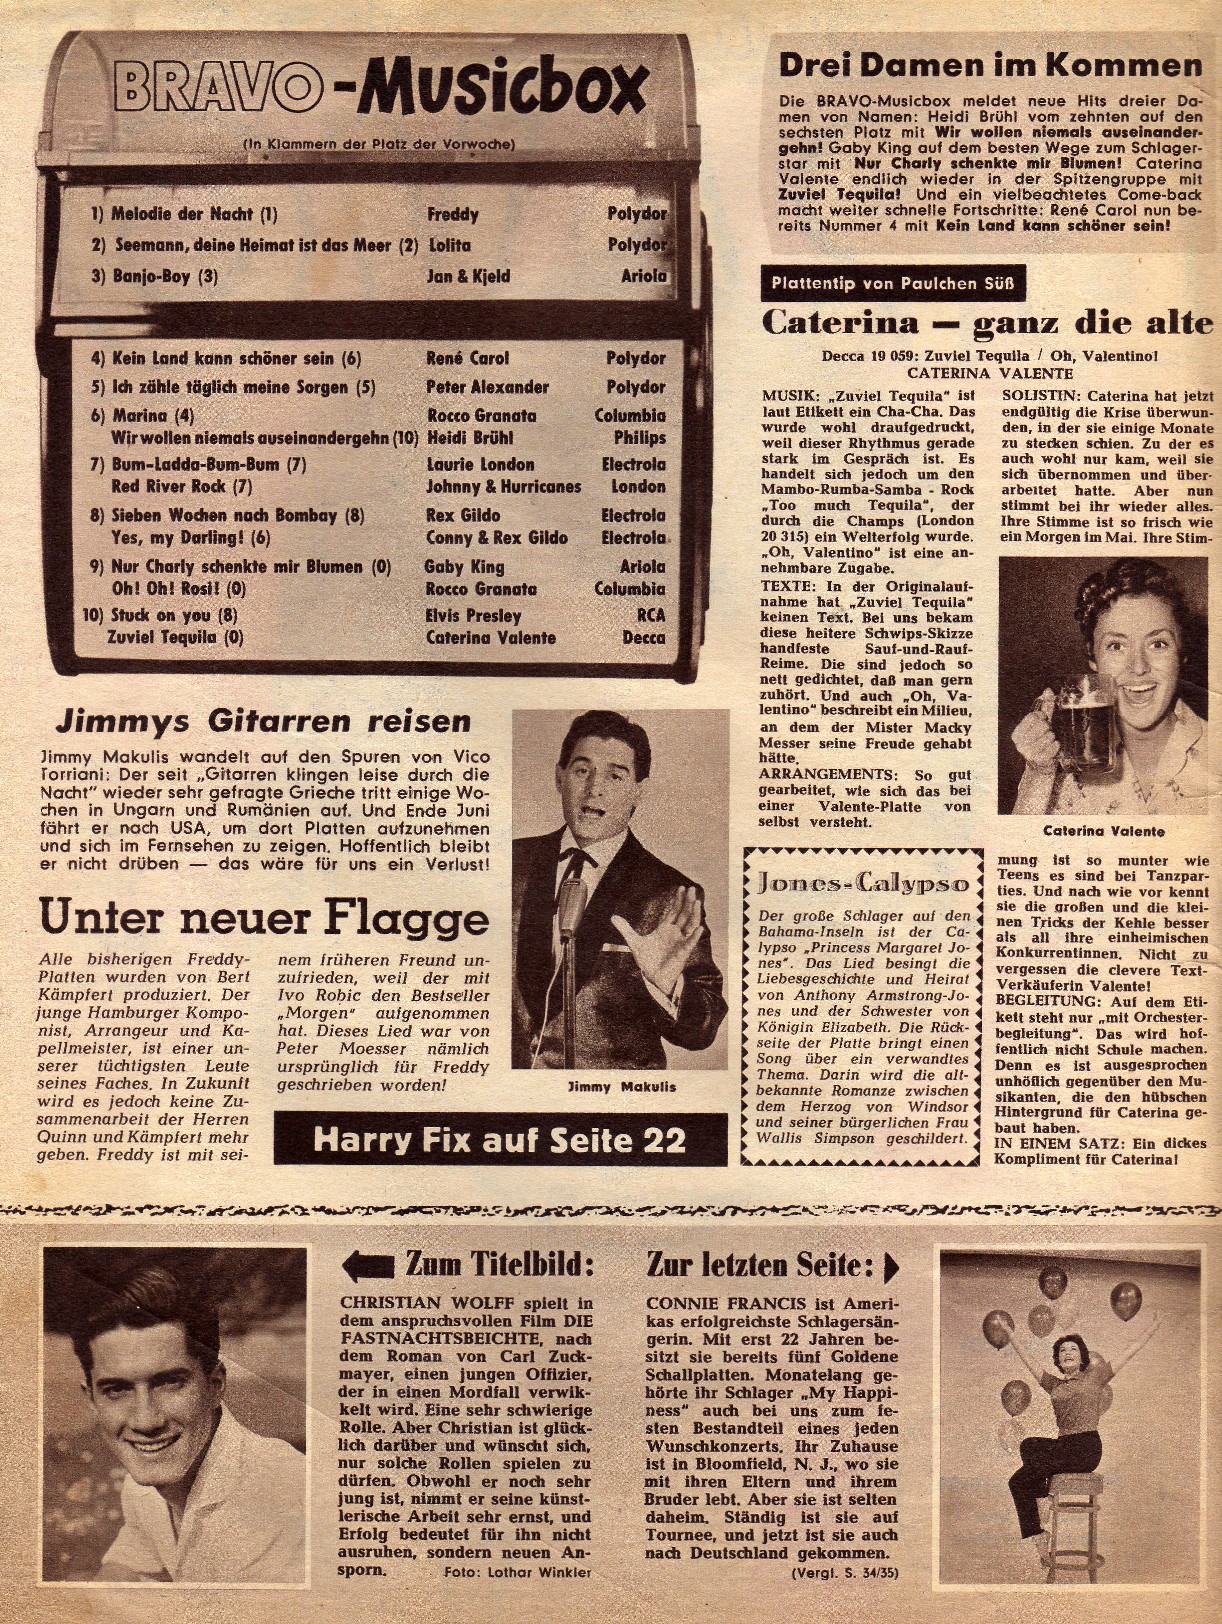 BRAVO-Musicbox
(In Klammern der Platz der Vorwoche)
1) Melodie der Nacht (1) Freddy Polydor
2) Seemann, deine Heimat ist das Meer (2) Lolita Polydor
3) Banjo-Boy (3) Jan & Kjeld Ariola
4) Kein Land kann schöner sein (6) René Carol Polydor
5) Ich zähle täglich meine Sorgen (5) Peter Alexander Polydor
6) Marina (4) Rocco Granata Columbia
Wir wollen niemals auseinandergehn (10) Heidi Brühl Philips
7) Bum-Ladda-Bum-Bum (7) Laurie London Electrola
Red River Rock (7) Johnny & Hurricanes London
8) Sieben Wochen nach Bombay (8) Rex Gildo Electrola
Yes, my Darling! (6) Conny & Rex Gildo Electrola
9) Nur Charly schenkte mir Blumen (0) Gaby King Ariola
Oh! Oh! Rosi! (0) Rocco Granata Columbia
10) Stuck on you (8) Elvis Presley RCA
Zuviel Tequila (0) Caterina Valente Decca
Drei Damen im Kommen
Die BRAVO-Musicbox meldet neue Hits dreier Da-
men von Namen: Heidi Brühl vom zehnten auf den
sechsten Platz mit Wir wollen niemals auseinander-
gehn! Gaby King auf dem besten Wege zum Schlager-
star mit Nur Charly schenkte mir Blumen! Caterina
Valente endlich wieder in der Spitzengruppe mit
Zuviel Tequila! Und ein vielbeachtetes Come-back
macht weiter schnelle Fortschritte: René Carol nun be-
reits Nummer 4 mit Kein Land kann schöner sein!
Plattentip von Paulchen Süß
Caterina — ganz die alte
Decca 19 059: Zuviel Tequila / Oh, Valentino!
CATERINA VALENTE
MUSIK: „Zuviel Tequila" ist
laut Etikett ein Cha-Cha. Das
wurde wohl draufgedruckt,
weil dieser Rhythmus gerade
stark im Gespräch ist. Es
handelt sich jedoch um den
Mambo-Rumba-Samba - Rock
„Too much Tequila", der
durch die Champs (London
20 315) ein Welterfolg wurde.
„Oh, Valentino" ist eine an-
nehmbare Zugabe.
TEXTE: In der Originalauf-
nahme hat „Zuviel Tequila"
keinen Text. Bei uns bekam
diese heitere Schwips-Skizze
handfeste Sauf-und-Rauf-
Reime. Die sind jedoch so
nett gedichtet, daß man gern
zuhört. Und auch „Oh, Va-
lentino" beschreibt ein Milieu,
an dem der Mister Macky
Messer seine Freude gehabt
hätte.
ARRANGEMENTS: So gut
gearbeitet, wie sich das bei
einer Valente-Platte von
selbst versteht.
SOLISTIN: Caterina hat jetzt
endgültig die Krise überwun-
den, in der sie einige Monate
zu stecken schien. Zu der es
auch wohl nur kam, weil sie
sich übernommen und über-
arbeitet hatte. Aber nun
stimmt bei ihr wieder alles.
Ihre Stimme ist so frisch wie
ein Morgen im Mai. Ihre Stim-
Caterina Valente
mung ist so munter wie
Teens es sind bei Tanzpar-
ties. Und nach wie vor kennt
sie die großen und die klei-
nen Tricks der Kehle besser
als all ihre einheimischen
Konkurrentinnen. Nicht zu
vergessen die clevere Text-
Verkäuferin Valente!
BEGLEITUNG: Auf dem Eti-
kett steht nur „mit Orchester-
begleitung". Das wird hof-
fentlich nicht Schule machen.
Denn es ist ausgesprochen
unhöflich gegenüber den Mu-
sikanten, die den hübschen
Hintergrund für Caterina ge-
baut haben.
IN EINEM SATZ: Ein dickes
Kompliment für Caterina!
Jimmys Gitarren reisen
Jimmy Makulis wandelt auf den Spuren von Vico
Torriani: Der seit „Gitarren klingen leise durch die
Nacht" wieder sehr gefragte Grieche tritt einige Wo-
chen in Ungarn und Rumänien auf. Und Ende Juni
fährt er nach USA, um dort Platten aufzunehmen
und sich im Fernsehen zu zeigen. Hoffentlich bleibt
er nicht drüben — das wäre für uns ein Verlust!
Jimmy Makulis
Unter neuer Flagge
Alle bisherigen Freddy-
Platten wurden von Bert
Kämpfert produziert. Der
junge Hamburger Kompo-
nist, Arrangeur und Ka-
pellmeister, ist einer un-
serer tüchtigsten Leute
seines Faches. In Zukunft
wird es jedoch keine Zu-
sammenarbeit der Herren
Quinn und Kämpfert mehr
geben. Freddy ist mit sei-
nem früheren Freund un-
zufrieden, weil der mit
Ivo Robic den Bestseller
„Morgen" aufgenommen
hat. Dieses Lied war von
Peter Moesser nämlich
ursprünglich für Freddy
geschrieben worden!
Harry Fix auf Seite 22
Jones-Calypso
Der große Schlager auf den
Bahama-Inseln ist der Ca-
lypso „Princess Margaret Jo-
nes". Das Lied besingt die
Liebesgeschichte und Heirat
von Anthony Armstrong-Jo-
nes und der Schwester von
Königin Elizabeth. Die Rück-
seite der Platte bringt einen
Song über ein verwandtes
Thema. Darin wird die alt-
bekannte Romanze zwischen
dem Herzog von Windsor
und seiner bürgerlichen Frau
Wallis Simpson geschildert.
Zum Titelbild:
CHRISTIAN WOLFF spielt in
dem anspruchsvollen Film DIE
FASTNACHTSBEICHTE, nach
dem Roman von Carl Zuck-
mayer, einen jungen Offizier,
der in einen Mordfall verwik-
kelt wird. Eine sehr schwierige
Rolle. Aber Christian ist glück-
lich darüber und wünscht sich,
nur solche Rollen spielen zu
dürfen. Obwohl er noch sehr
jung ist, nimmt er seine künst-
lerische Arbeit sehr ernst, und
Erfolg bedeutet für ihn nicht
ausruhen, sondern neuen An-
sporn. Foto: Lothar Winkler
Zur letzten Seite:
CONNIE FRANCIS ist Ameri-
kas erfolgreichste Schlagersän-
gerin. Mit erst 22 Jahren be-
sitzt sie bereits fünf Goldene
Schallplatten. Monatelang ge-
hörte ihr Schlager „My Happi-
ness" auch bei uns zum fe-
sten Bestandteil eines jeden
Wunschkonzerts. Ihr Zuhause
ist in Bloomfield, N. J., wo sie
mit ihren Eltern und ihrem
Bruder lebt. Aber sie ist selten
daheim. Ständig ist sie auf
Tournee, und jetzt ist sie auch
nach Deutschland gekommen.
(Vergl. S. 34/35)